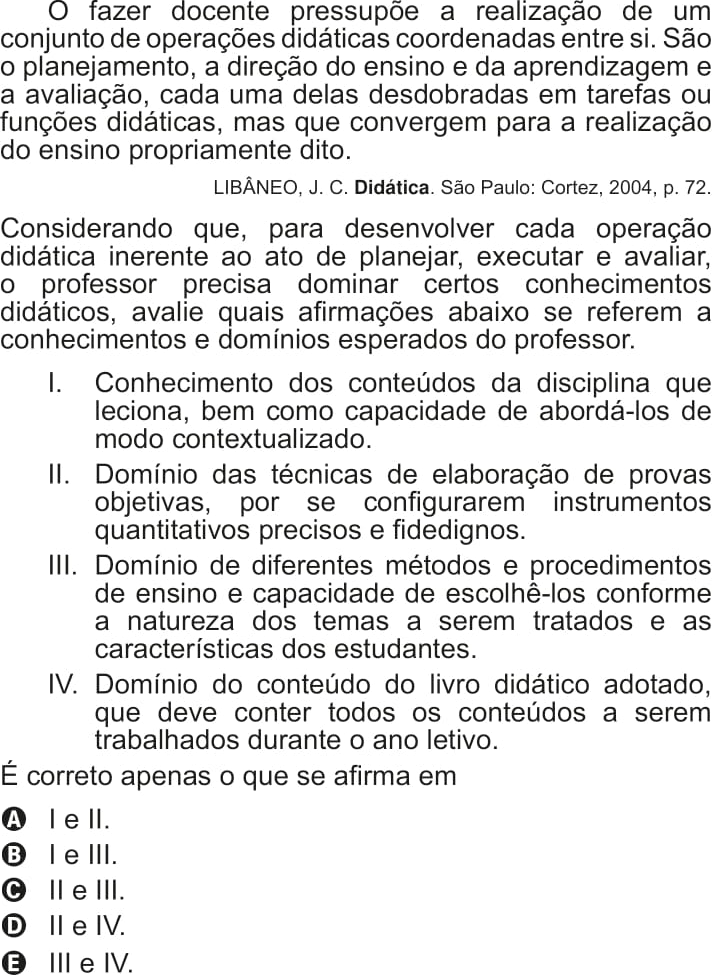 O fazer docente pressupõe a realização de um
conjunto de operações didáticas coordenadas entre si. São
o planejamento, a direção do ensino e da aprendizagem e
a avaliação, cada uma delas desdobradas em tarefas ou
funções didáticas, mas que convergem para a realização
do ensino propriamente dito.
LIBÂNEO, J. C. Didática. São Paulo: Cortez, 2004, p. 72.
Considerando que, para desenvolver cada operação
didática inerente ao ato de planejar, executar e avaliar,
o professor precisa dominar certos conhecimentos
didáticos, avalie quais afirmações abaixo se referem a
conhecimentos e domínios esperados do professor.
I. Conhecimento dos conteúdos da disciplina que
leciona, bem como capacidade de abordá-los de
modo contextualizado.
II. Domínio das técnicas de elaboração de provas
objetivas, por se configurarem instrumentos
quantitativos precisos e fidedignos.
III. Domínio de diferentes métodos e procedimentos
de ensino e capacidade de escolhê-los conforme
a natureza dos temas a serem tratados e as
características dos estudantes.
IV. Domínio do conteúdo do livro didático adotado,
que deve conter todos os conteúdos a serem
trabalhados durante o ano letivo.
É correto apenas o que se afirma em
A I e II.
B I e III.
C II e III.
D II e IV.
E III e IV.